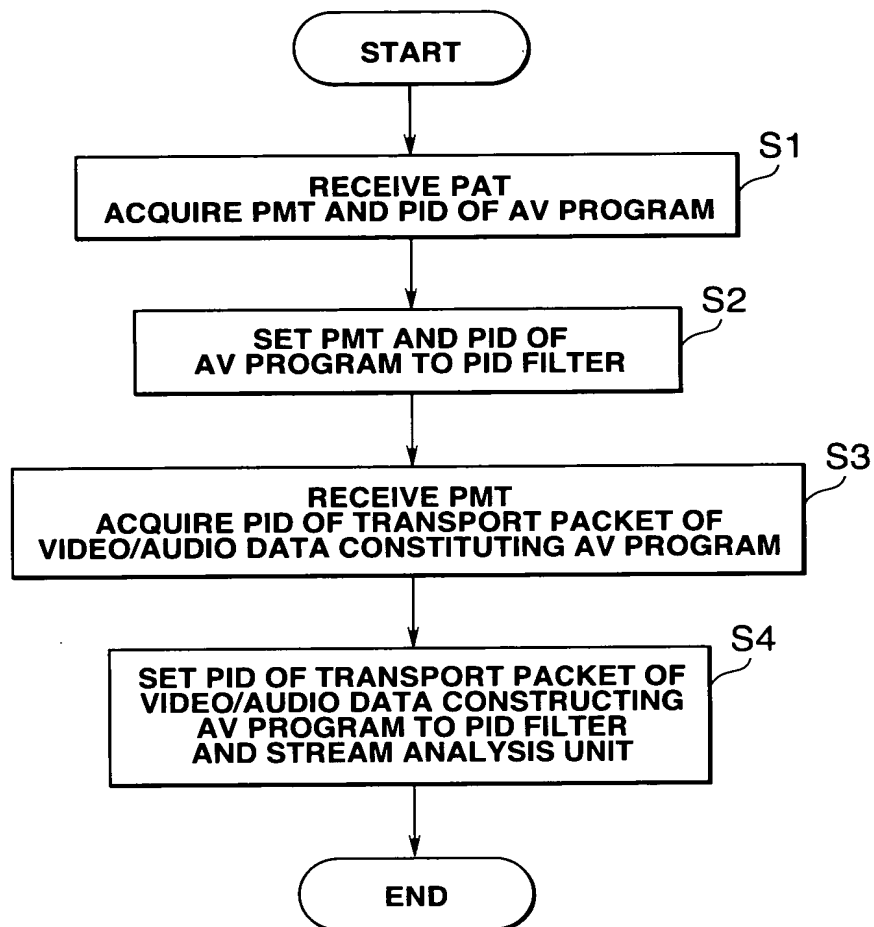 START
S1
RECEIVE PAT
ACQUIRE PMT AND PID OF AV PROGRAM
S2
SET PMT AND PID OF
AV PROGRAM TO PID FILTER
S3
RECEIVE PMT
ACQUIRE PID OF TRANSPORT PACKET OF
VIDEO/AUDIO DATA CONSTITUTING AV PROGRAM
S4
SET PID OF TRANSPORT PACKET OF
VIDEO/AUDIO DATA CONSTRUCTING
AV PROGRAM TO PID FILTER
AND STREAM ANALYSIS UNIT
END